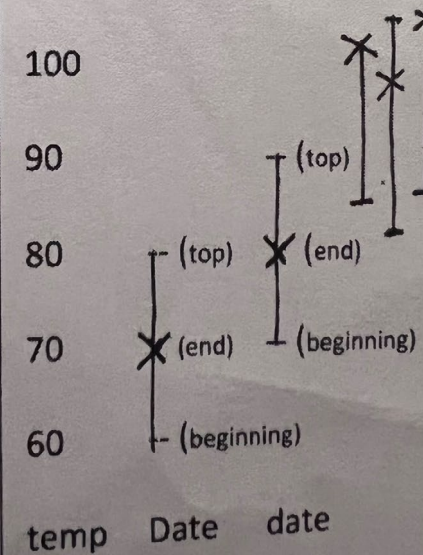 100
90 (top)
80 (top) (end)
70 (end) (beginning)
60 (beginning)
temp Date date